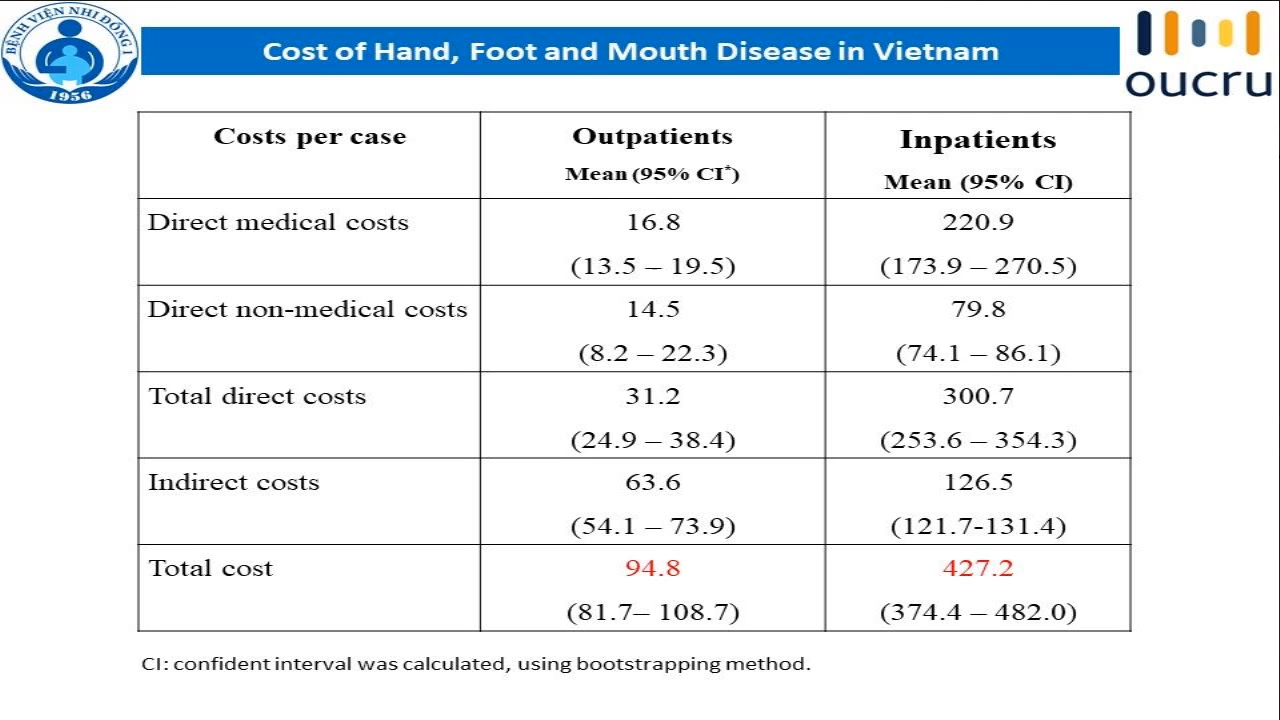 BỆNH VIỆN NHI ĐỒNG 1
1956
Cost of Hand, Foot and Mouth Disease in Vietnam
oucru
Costs per case
Outpatients
Mean (95% CI*)
Inpatients
Mean (95% CI)
Direct medical costs
16.8
(13.5 – 19.5)
220.9
(173.9 – 270.5)
Direct non-medical costs
14.5
(8.2 – 22.3)
79.8
(74.1 – 86.1)
Total direct costs
31.2
(24.9 – 38.4)
300.7
(253.6 – 354.3)
Indirect costs
63.6
(54.1 – 73.9)
126.5
(121.7-131.4)
Total cost
94.8
(81.7– 108.7)
427.2
(374.4 – 482.0)
CI: confident interval was calculated, using bootstrapping method.